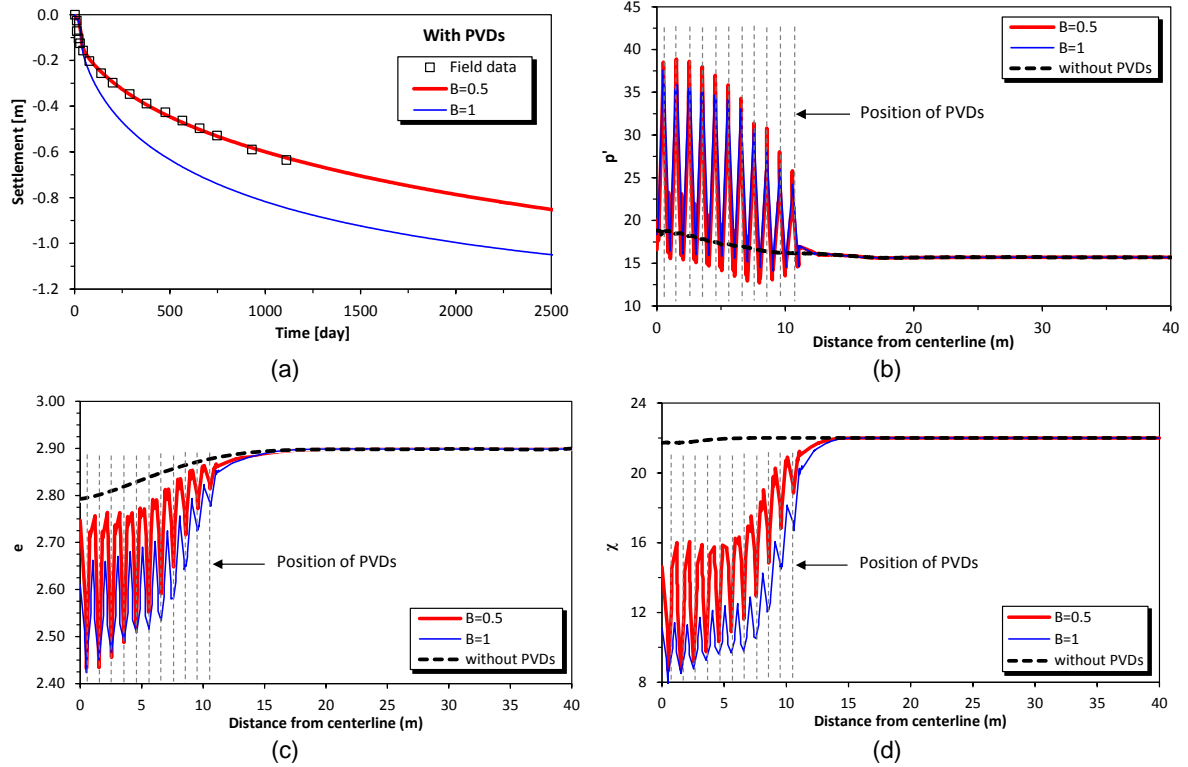 0.0
-0.2
-0.4
-0.6
-0.8
-1.0
-1.2
Settlement [m]
With PVDs
Field data
B=0.5
B=1
0 500 1000 1500 2000 2500
Time [day]
(a)
45
40
35
30
25
20
15
10
p'
B=0.5
B=1
without PVDs
Position of PVDs
0 10 20 30 40
Distance from centerline (m)
(b)
3.00
2.90
2.80
2.70
2.60
2.50
2.40
e
Position of PVDs
B=0.5
B=1
without PVDs
0 5 10 15 20 25 30 35 40
Distance from centerline (m)
(c)
24
20
16
12
8
χ
Position of PVDs
B=0.5
B=1
without PVDs
0 5 10 15 20 25 30 35 40
Distance from centerline (m)
(d)